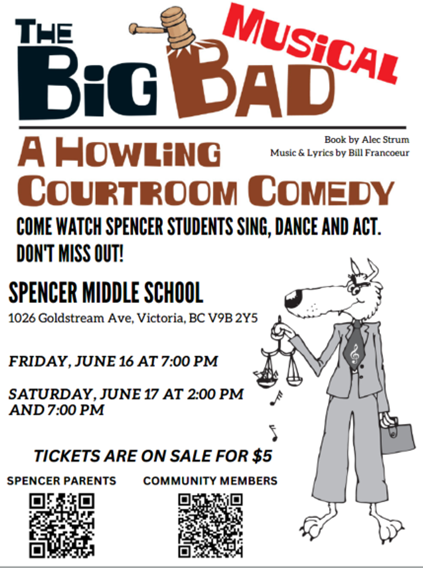 THE
BIG BAD
MUSICAL
Book by Alec Strum
Music & Lyrics by Bill Francoeur
A HOWLING
COURTROOM COMEDY
COME WATCH SPENCER STUDENTS SING, DANCE AND ACT.
DON'T MISS OUT!
SPENCER MIDDLE SCHOOL
1026 Goldstream Ave, Victoria, BC V9B 2Y5
FRIDAY, JUNE 16 AT 7:00 PM
SATURDAY, JUNE 17 AT 2:00 PM
AND 7:00 PM
TICKETS ARE ON SALE FOR $5
SPENCER PARENTS
COMMUNITY MEMBERS